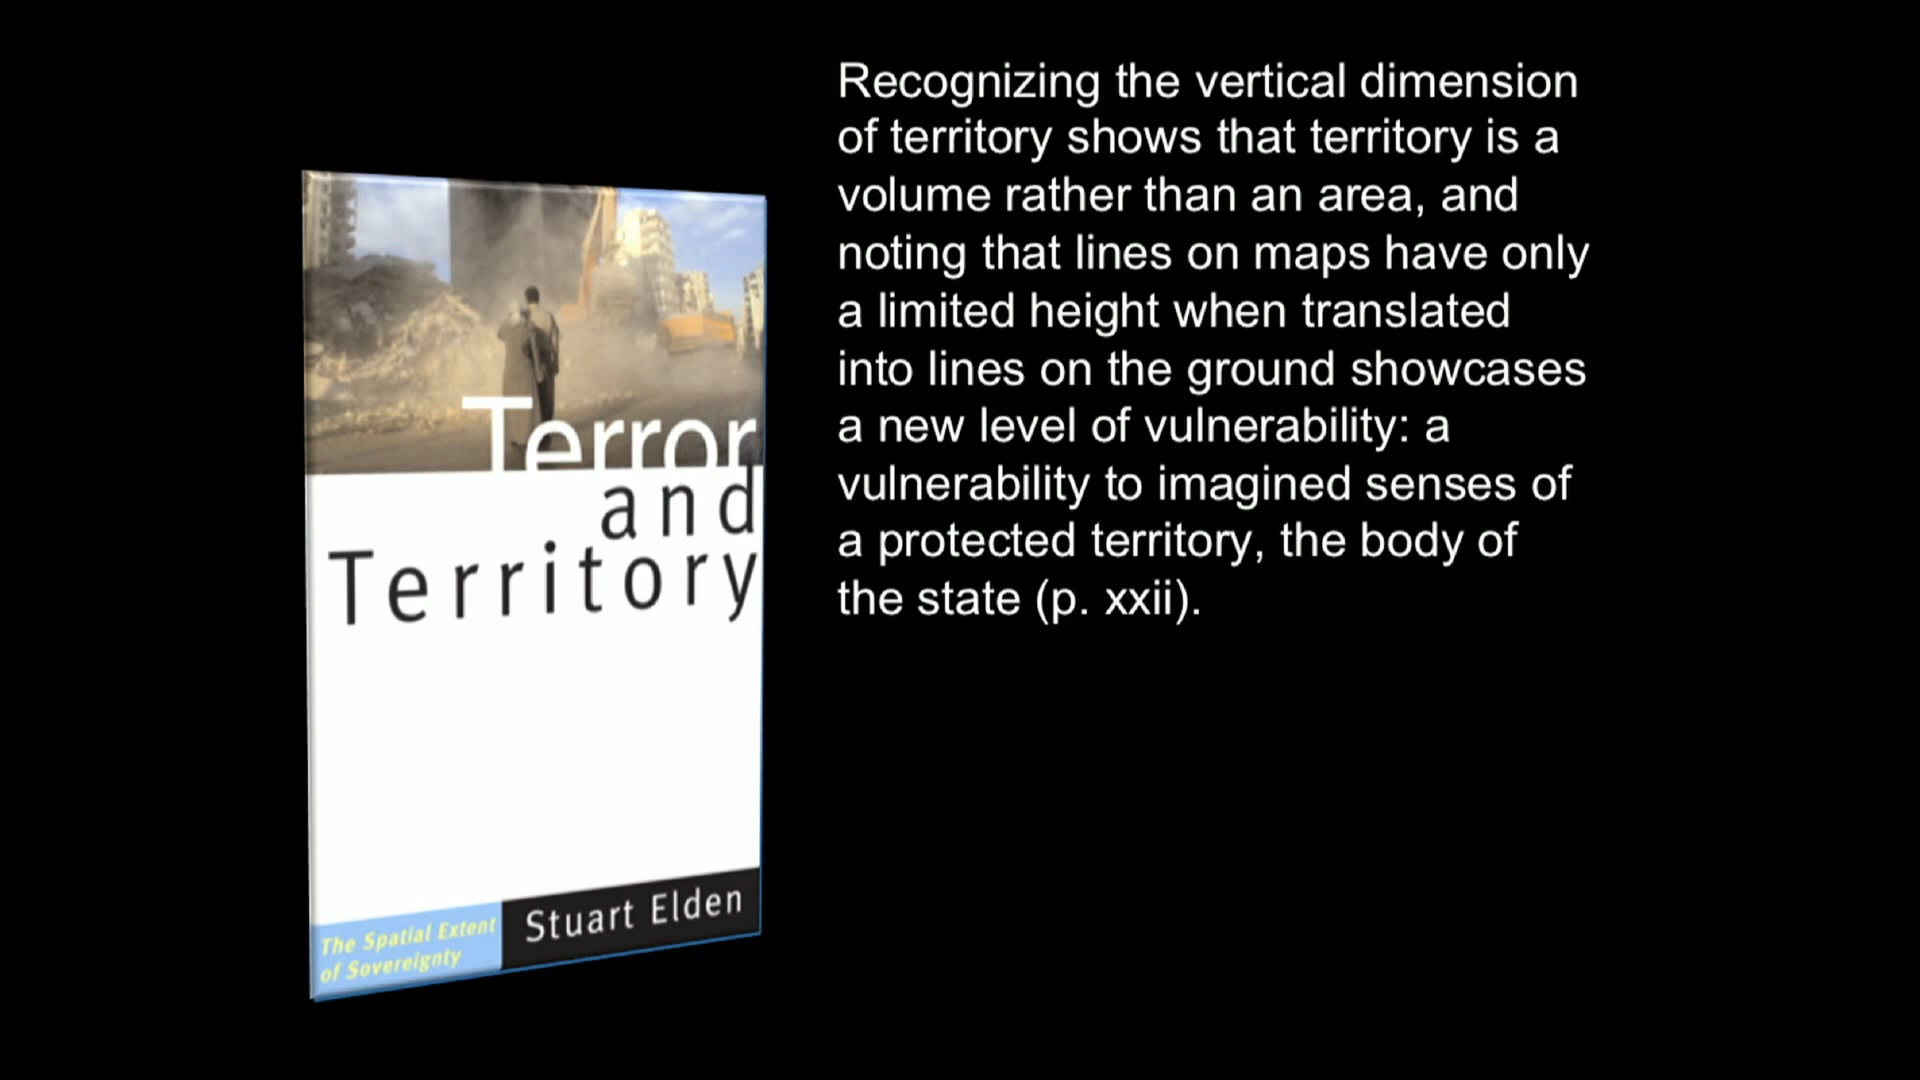 Terror
and
Territory
The Spatial Extent
of Sovereignty
Stuart Elden
Recognizing the vertical dimension
of territory shows that territory is a
volume rather than an area, and
noting that lines on maps have only
a limited height when translated
into lines on the ground showcases
a new level of vulnerability: a
vulnerability to imagined senses of
a protected territory, the body of
the state (p. xxii).